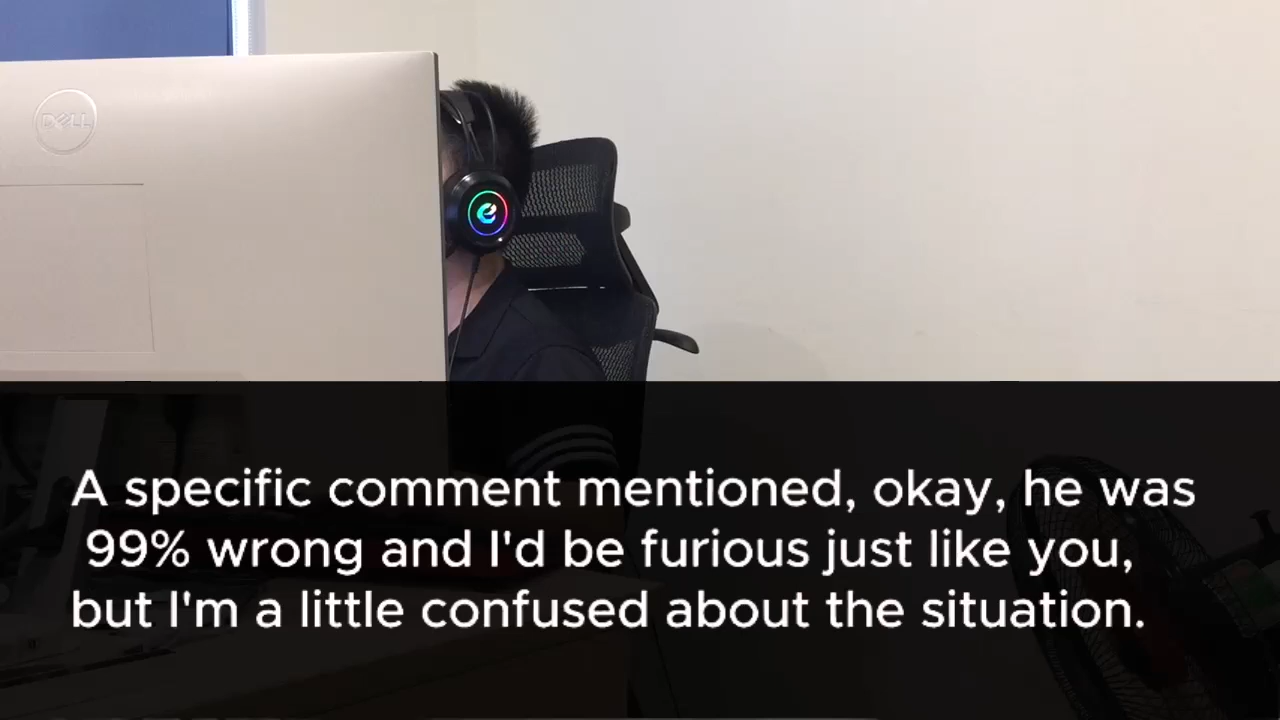 DELL
A specific comment mentioned, okay, he was
99% wrong and I'd be furious just like you,
but I'm a little confused about the situation.